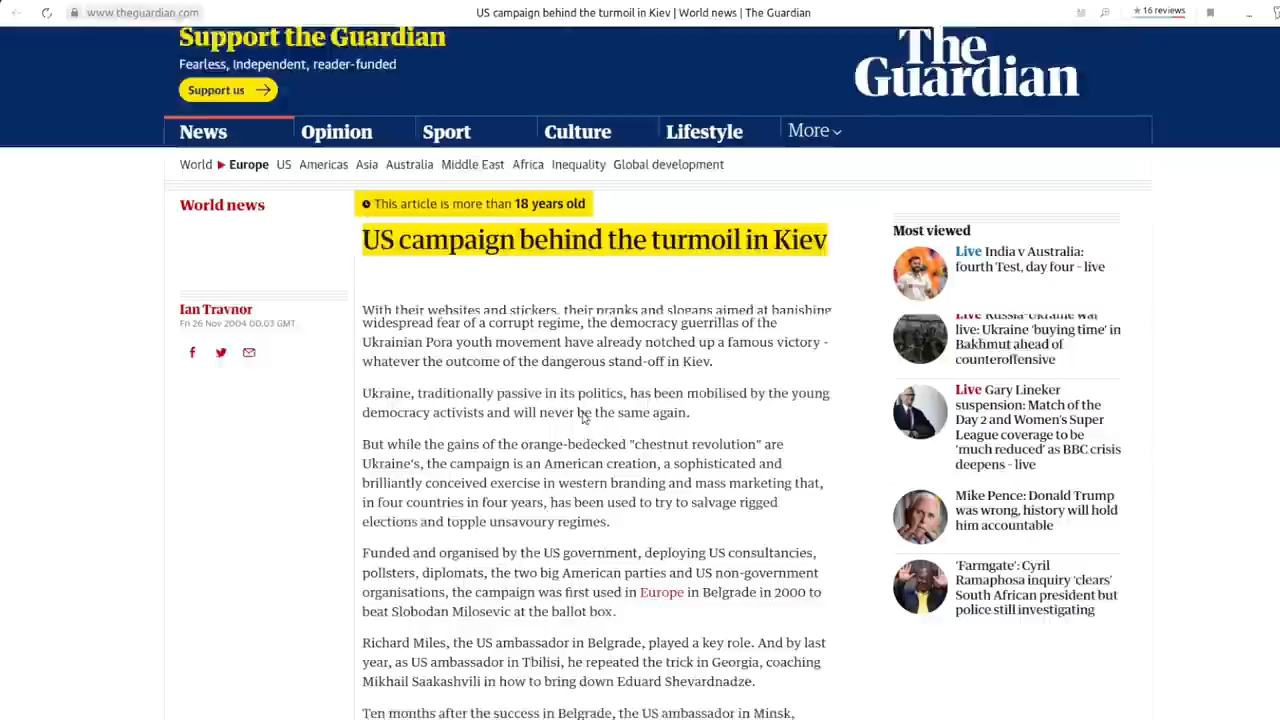 www.theguardian.com
US campaign behind the turmoil in Kiev | World news | The Guardian
★ 16 reviews
Support the Guardian
Fearless, Independent, reader-funded
Support us
The Guardian
News
Opinion
Sport
Culture
Lifestyle
More
World
Europe
US
Americas
Asia
Australia
Middle East
Africa
Inequality
Global development
World news
Ian Traynor
Fri 26 Nov 2004 00.03 GMT
This article is more than 18 years old
US campaign behind the turmoil in Kiev
With their websites and stickers, their pranks and slogans aimed at banishing
widespread fear of a corrupt regime, the democracy guerrillas of the
Ukrainian Pora youth movement have already notched up a famous victory -
whatever the outcome of the dangerous stand-off in Kiev.
Ukraine, traditionally passive in its politics, has been mobilised by the young
democracy activists and will never be the same again.
But while the gains of the orange-bedecked "chestnut revolution" are
Ukraine's, the campaign is an American creation, a sophisticated and
brilliantly conceived exercise in western branding and mass marketing that,
in four countries in four years, has been used to try to salvage rigged
elections and topple unsavoury regimes.
Funded and organised by the US government, deploying US consultancies,
pollsters, diplomats, the two big American parties and US non-government
organisations, the campaign was first used in Europe in Belgrade in 2000 to
beat Slobodan Milosevic at the ballot box.
Richard Miles, the US ambassador in Belgrade, played a key role. And by last
year, as US ambassador in Tbilisi, he repeated the trick in Georgia, coaching
Mikhail Saakashvili in how to bring down Eduard Shevardnadze.
Ten months after the success in Belgrade, the US ambassador in Minsk,
Most viewed
Live India v Australia:
fourth Test, day four - live
Live Russia-Ukraine war
live: Ukraine 'buying time' in
Bakhmut ahead of
counteroffensive
Live Gary Lineker
suspension: Match of the
Day 2 and Women's Super
League coverage to be
'much reduced' as BBC crisis
deepens - live
Mike Pence: Donald Trump
was wrong, history will hold
him accountable
'Farmgate': Cyril
Ramaphosa inquiry 'clears'
South African president but
police still investigating